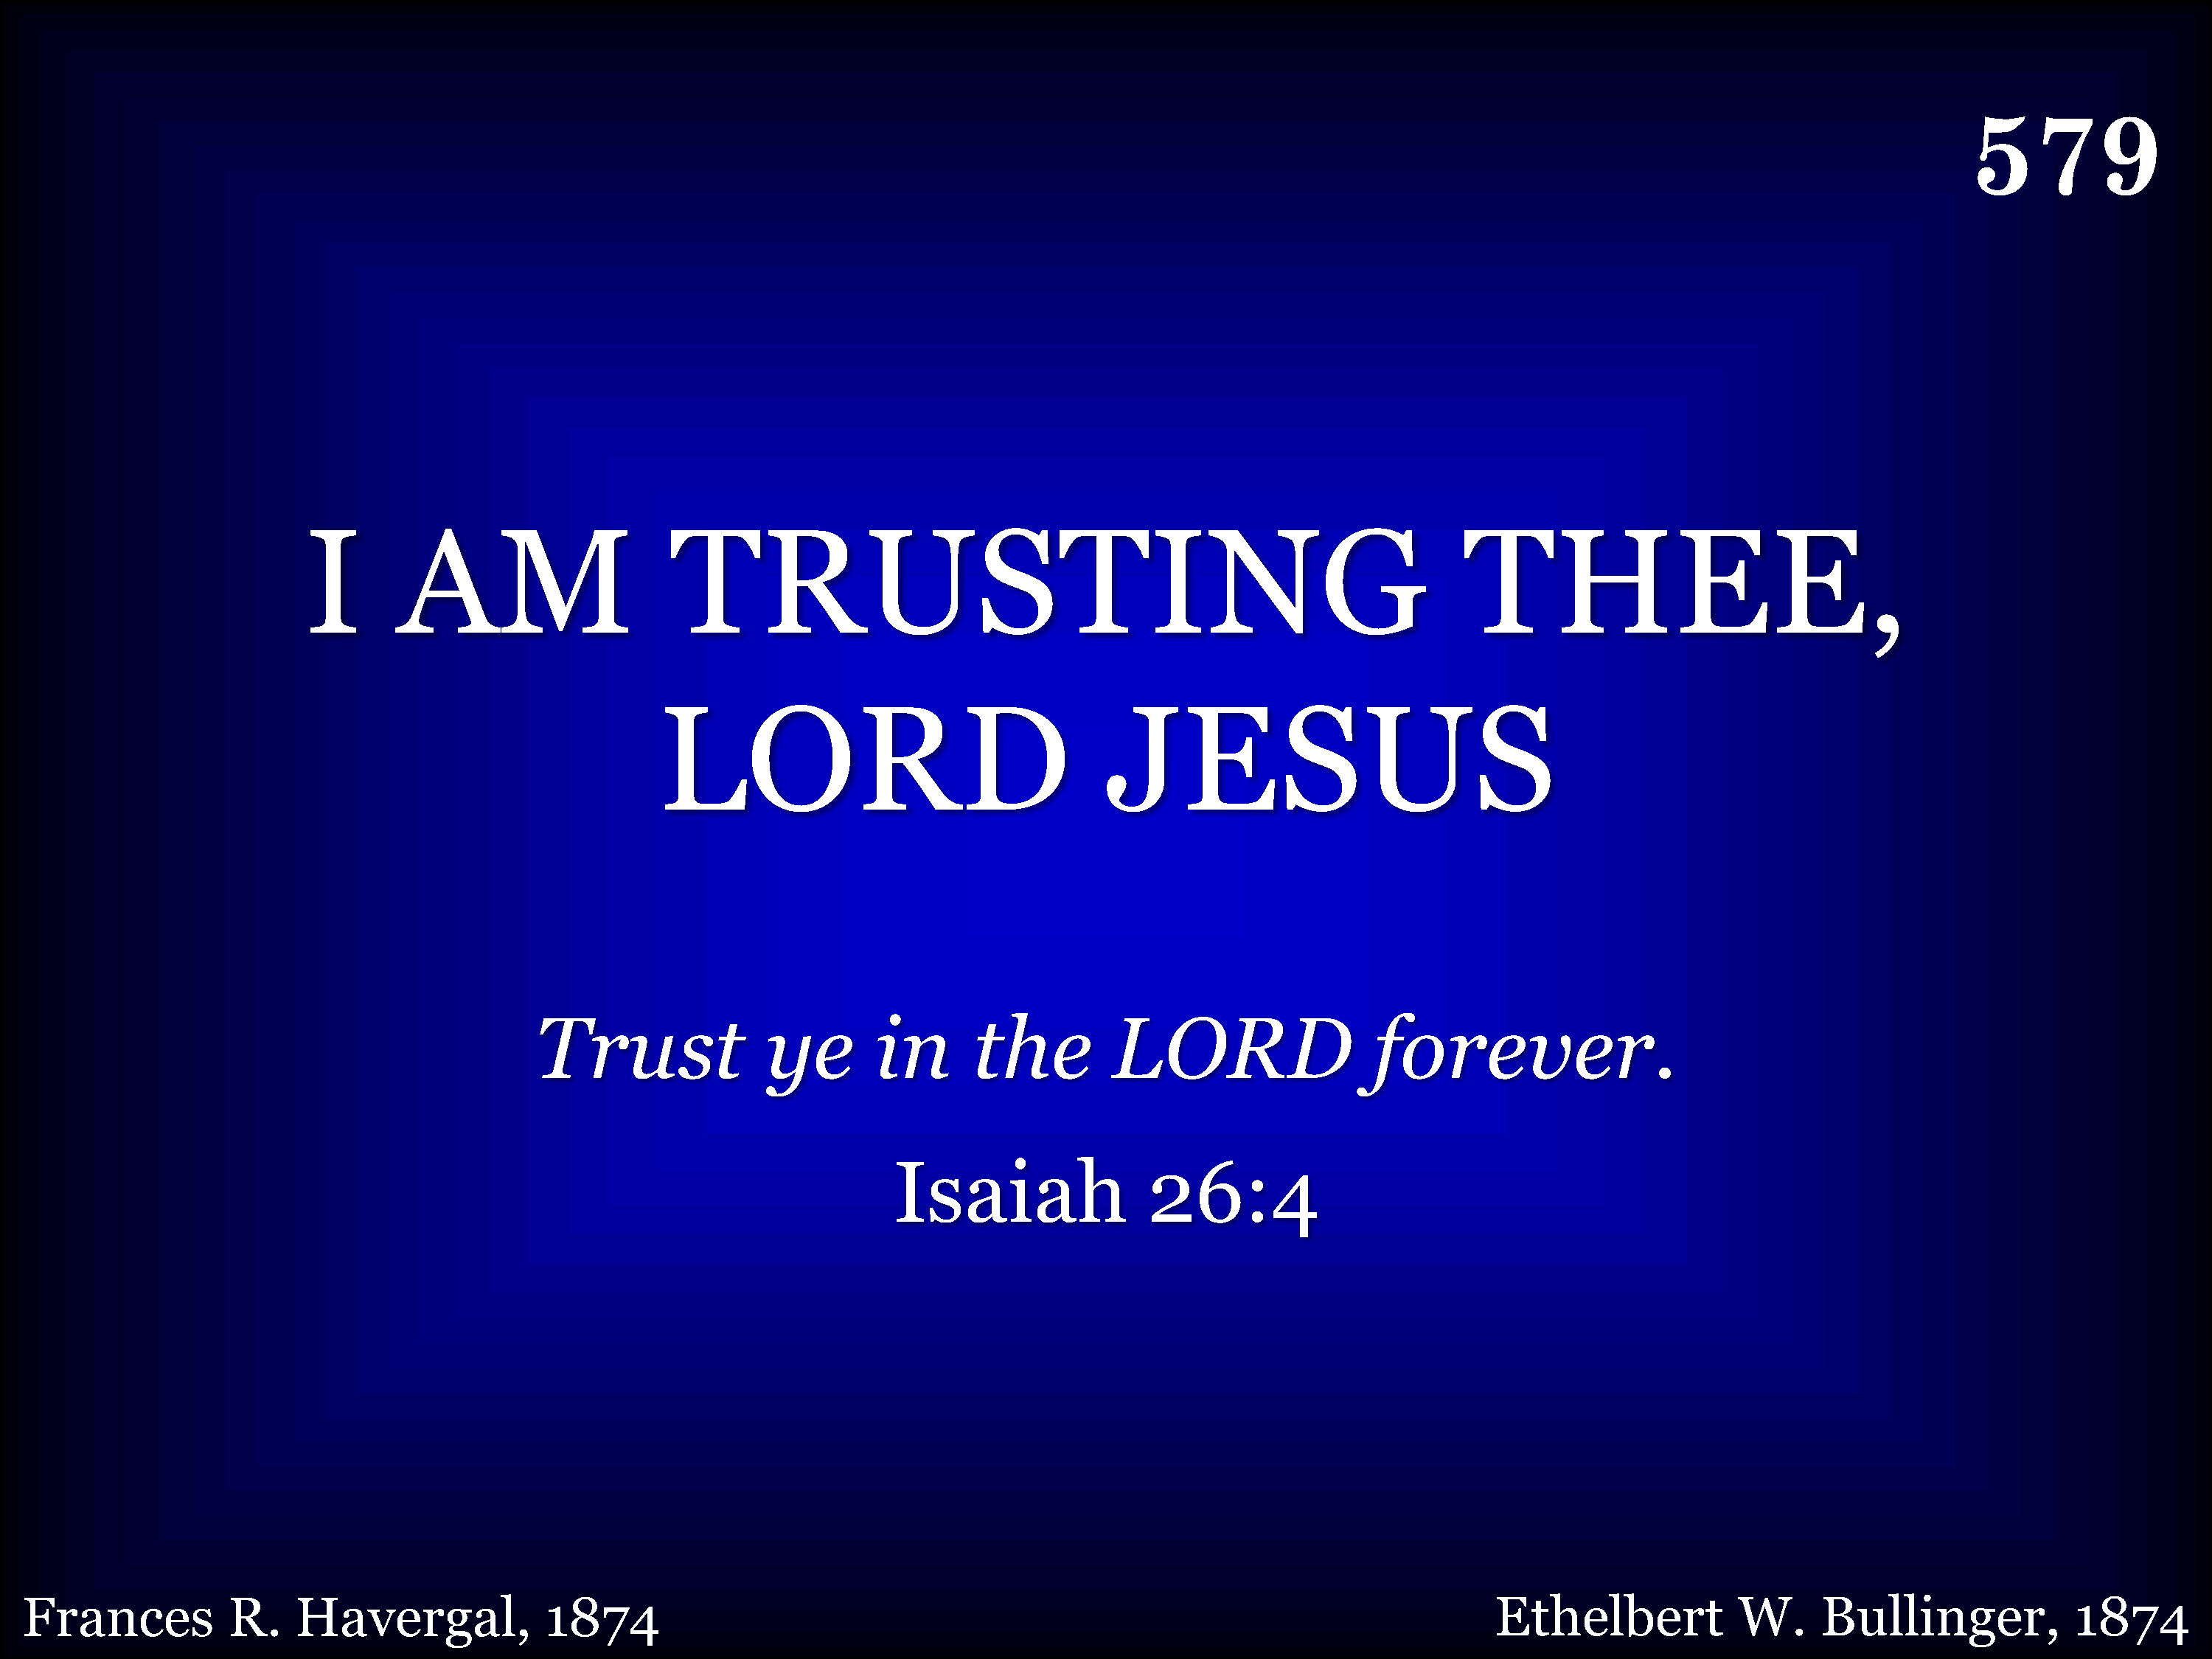 579
I AM TRUSTING THEE,
LORD JESUS
Trust ye in the LORD forever.
Isaiah 26:4
Frances R. Havergal, 1874
Ethelbert W. Bullinger, 1874